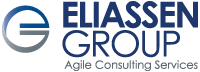 ELIASSEN
GROUP
Agile Consulting Services